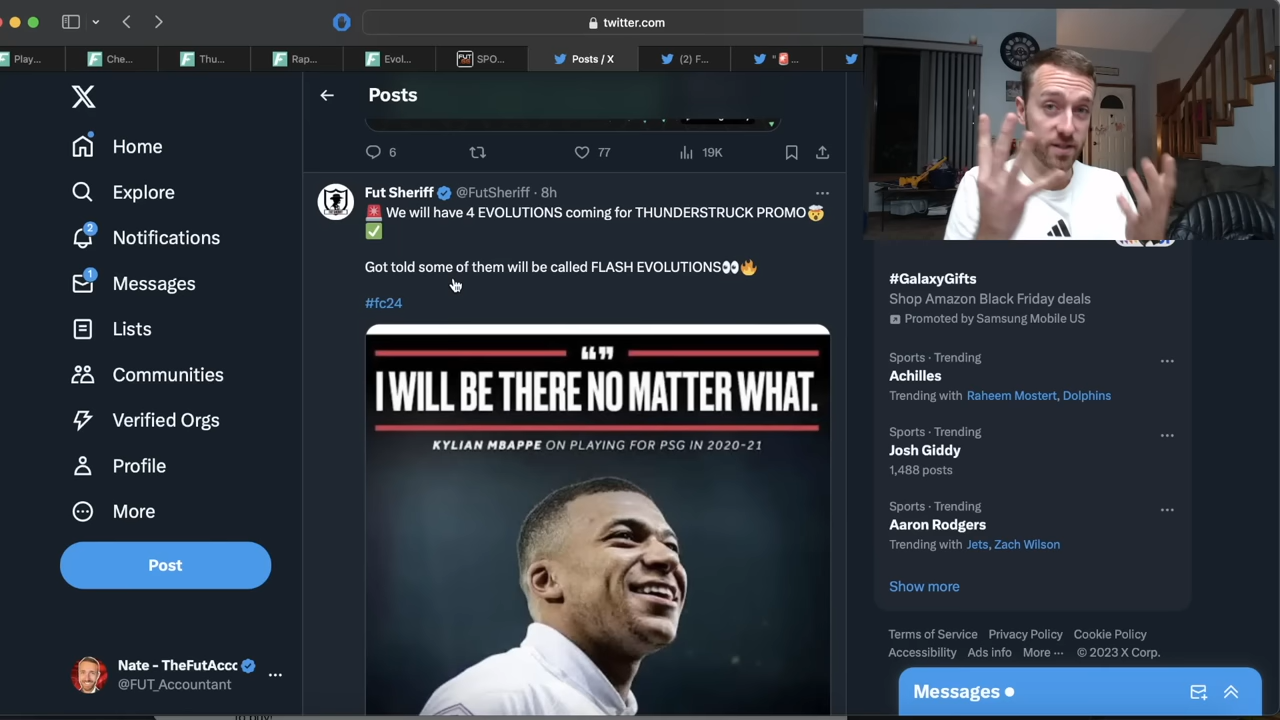 twitter.com
Play...
Che...
Thu...
Rap...
Evol...
FUT
SPO...
Posts / X
(2) F...
"🚨...
Home
Explore
2
Notifications
1
Messages
Lists
Communities
Verified Orgs
Profile
More
Post
Nate - TheFutAcc
@FUT_Accountant
Posts
6
77
19K
Fut Sheriff @FutSheriff · 8h
🚨 We will have 4 EVOLUTIONS coming for THUNDERSTRUCK PROMO🤯
✅
Got told some of them will be called FLASH EVOLUTIONS👀🔥
#fc24
I WILL BE THERE NO MATTER WHAT.
KYLIAN MBAPPE ON PLAYING FOR PSG IN 2020-21
#GalaxyGifts
Shop Amazon Black Friday deals
Promoted by Samsung Mobile US
Sports · Trending
Achilles
Trending with Raheem Mostert, Dolphins
Sports · Trending
Josh Giddy
1,488 posts
Sports · Trending
Aaron Rodgers
Trending with Jets, Zach Wilson
Show more
Terms of Service Privacy Policy Cookie Policy
Accessibility Ads info More ··· © 2023 X Corp.
Messages